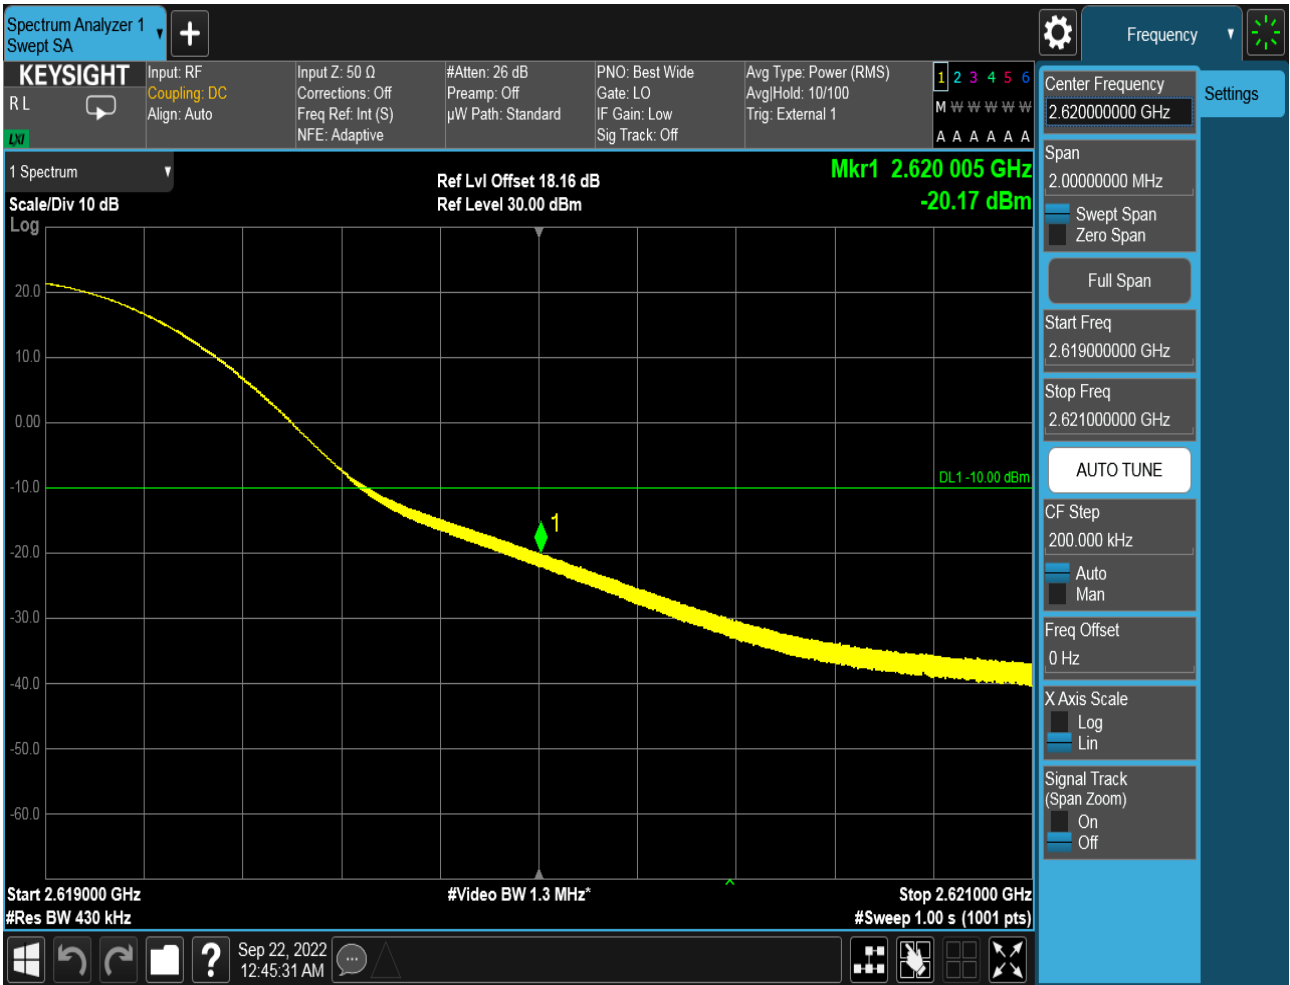 Spectrum Analyzer 1
Swept SA
Frequency
KEYSIGHT
R L
LXI
Input: RF
Coupling: DC
Align: Auto
Input Z: 50 Ω
Corrections: Off
Freq Ref: Int (S)
NFE: Adaptive
#Atten: 26 dB
Preamp: Off
µW Path: Standard
PNO: Best Wide
Gate: LO
IF Gain: Low
Sig Track: Off
Avg Type: Power (RMS)
Avg|Hold: 10/100
Trig: External 1
1 2 3 4 5 6
M W W W W W
A A A A A A
1 Spectrum
Scale/Div 10 dB
Log
Ref Lvl Offset 18.16 dB
Ref Level 30.00 dBm
Mkr1 2.620 005 GHz
-20.17 dBm
20.0
10.0
0.00
-10.0
-20.0
-30.0
-40.0
-50.0
-60.0
DL1 -10.00 dBm
1
Start 2.619000 GHz
#Res BW 430 kHz
#Video BW 1.3 MHz*
Stop 2.621000 GHz
#Sweep 1.00 s (1001 pts)
Center Frequency
2.620000000 GHz
Span
2.00000000 MHz
Swept Span
Zero Span
Full Span
Start Freq
2.619000000 GHz
Stop Freq
2.621000000 GHz
AUTO TUNE
CF Step
200.000 kHz
Auto
Man
Freq Offset
0 Hz
X Axis Scale
Log
Lin
Signal Track
(Span Zoom)
On
Off
Settings
?
Sep 22, 2022
12:45:31 AM